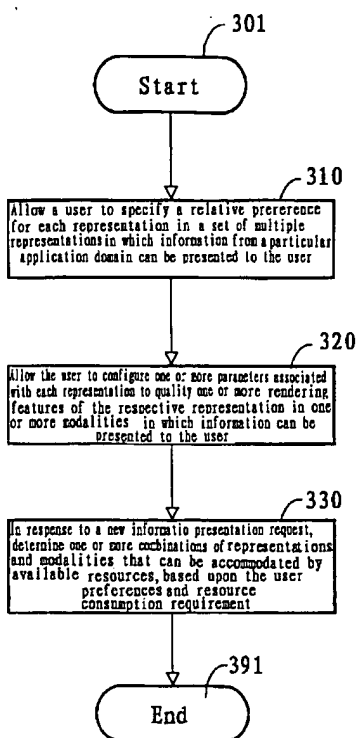 301
Start
310
Allow a user to specify a relative prererence
for each representation in a set of multiple
representations in which information from a particular
application domain can be presented to the user
320
Allow the user to configure one or more parameters associated
with each representation to quality one or more rendering
features of the respective representation in one
or more modalities in which information can be
presented to the user
330
In response to a new informatio presentation request,
determine one or more combinations of representations
and modalities that can be accommodated by
available resources, based upon the user
preferences and resource
consumption requirement
391
End